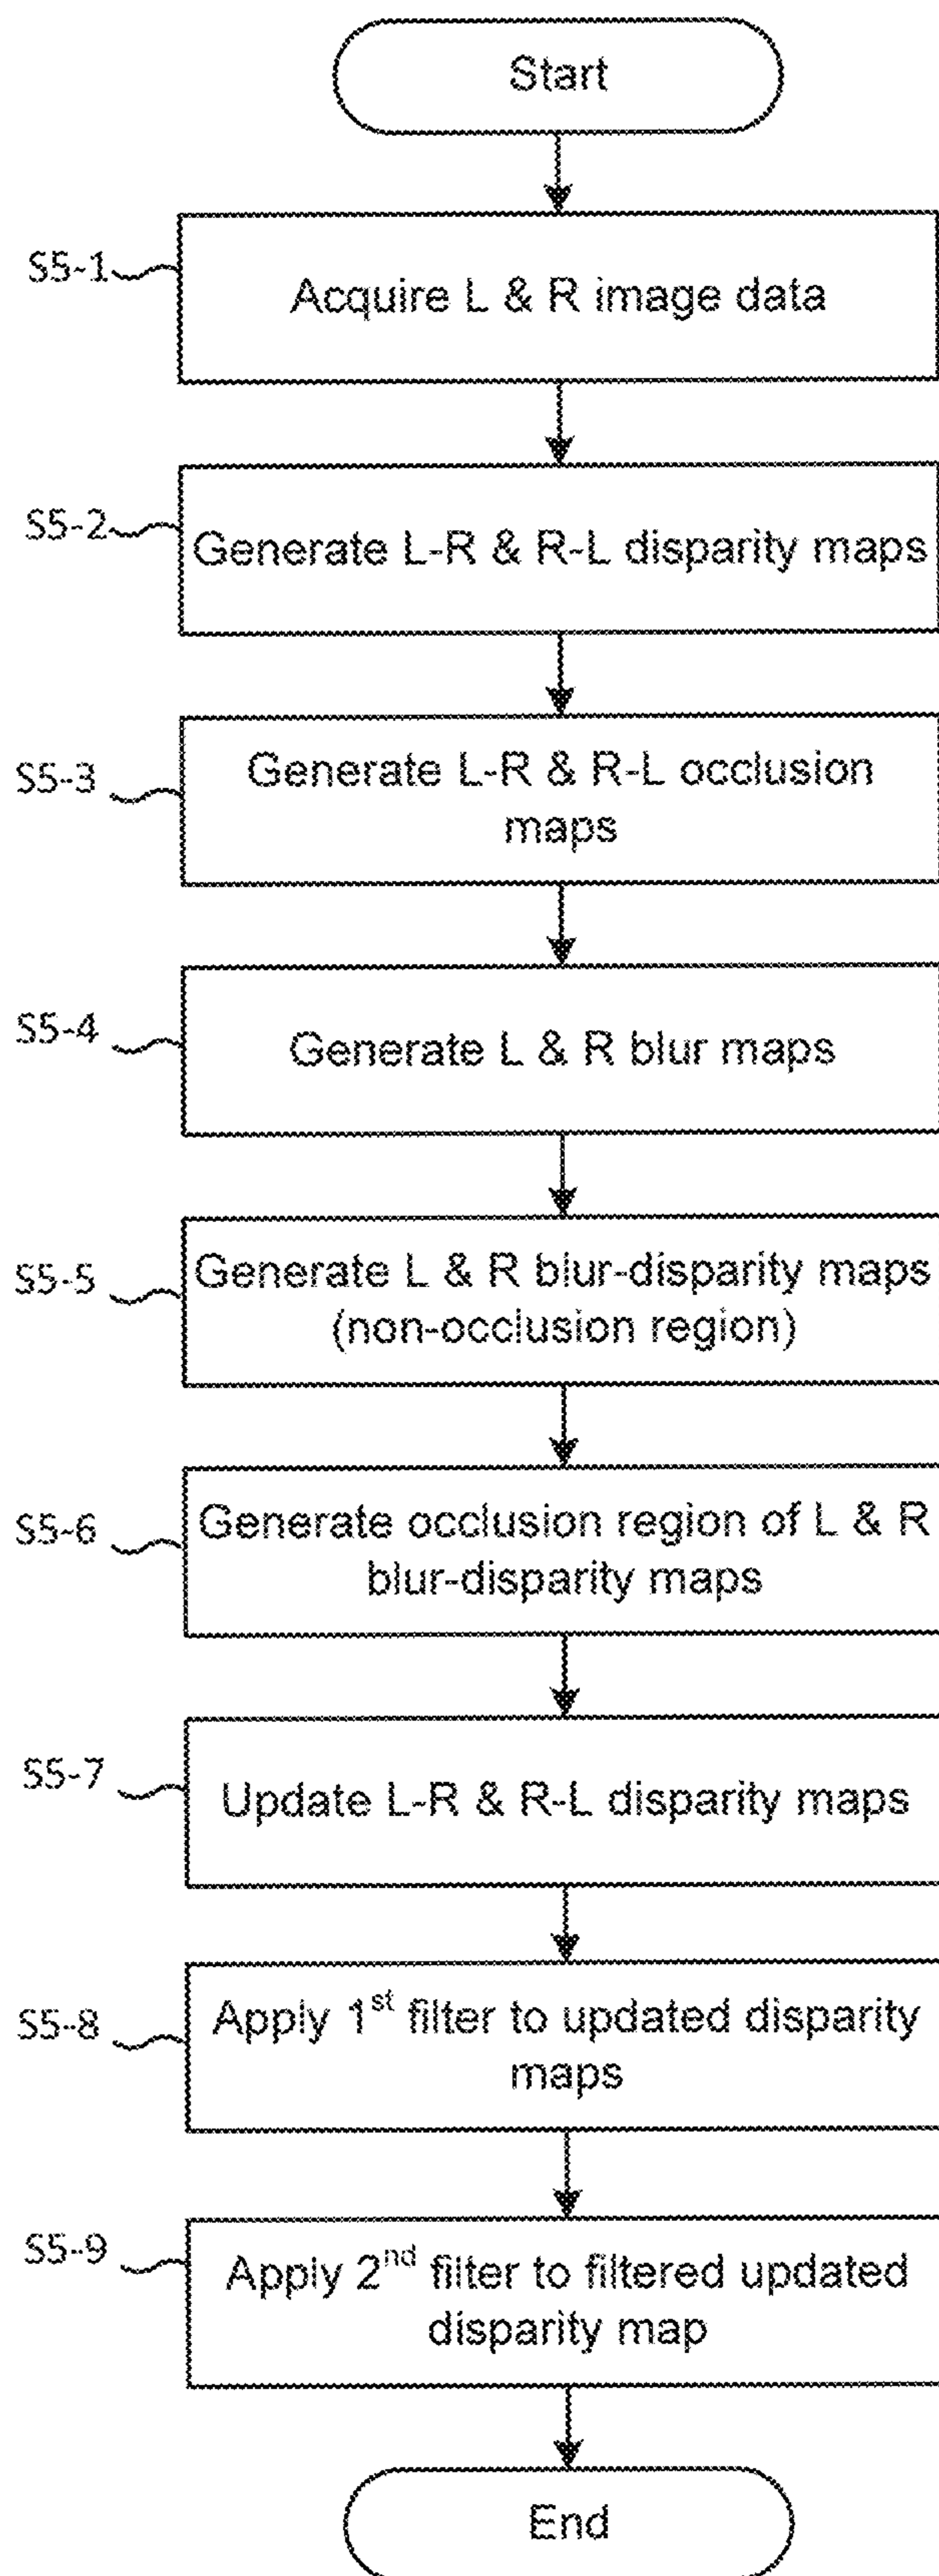 Start
S5-1
Acquire L & R image data
S5-2
Generate L-R & R-L disparity maps
S5-3
Generate L-R & R-L occlusion
maps
S5-4
Generate L & R blur maps
S5-5
Generate L & R blur-disparity maps
(non-occlusion region)
S5-6
Generate occlusion region of L & R
blur-disparity maps
S5-7
Update L-R & R-L disparity maps
S5-8
Apply 1st filter to updated disparity
maps
S5-9
Apply 2nd filter to filtered updated
disparity map
End